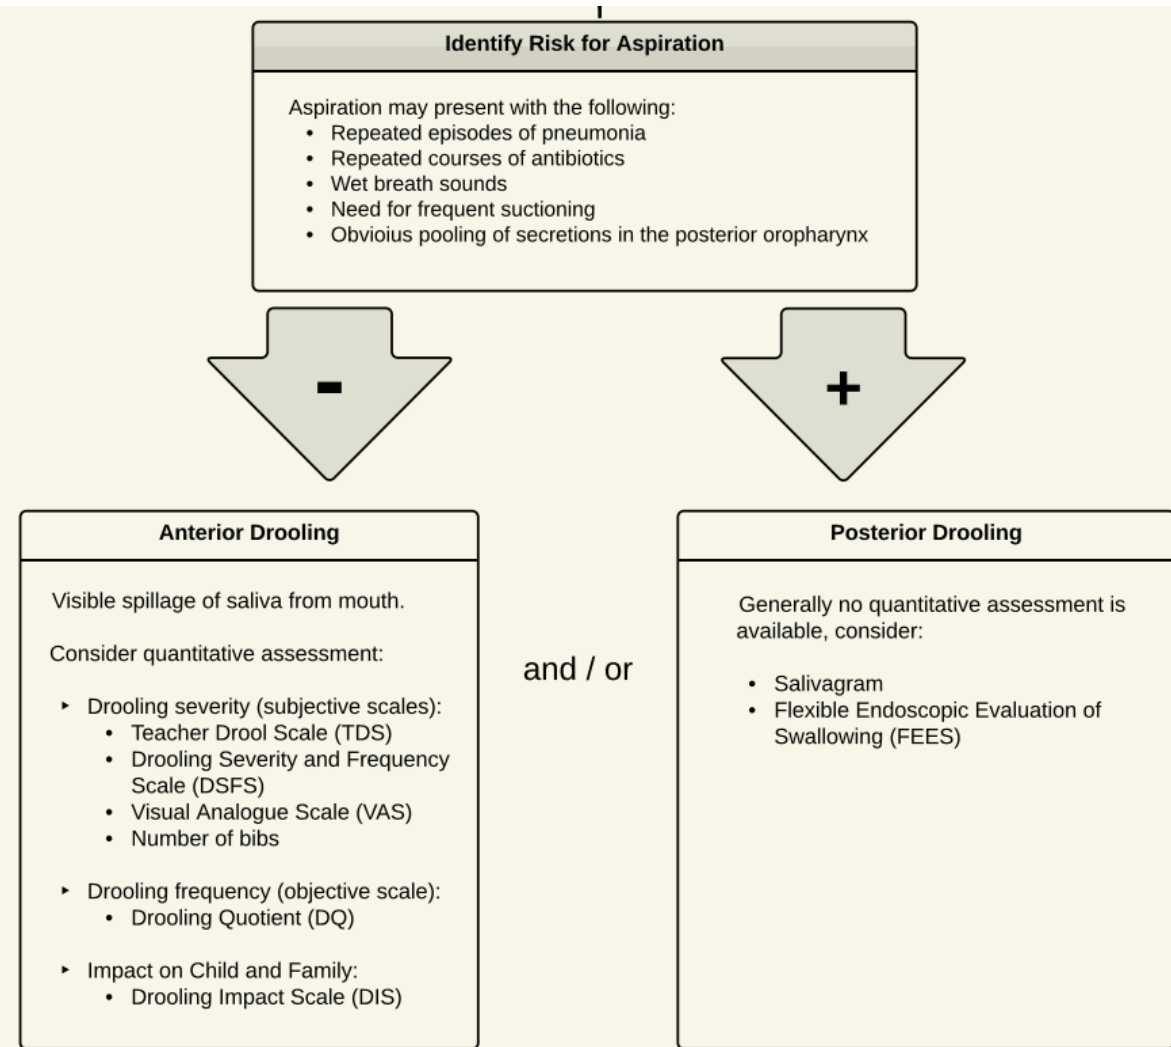 Identify Risk for Aspiration
Aspiration may present with the following:
• Repeated episodes of pneumonia
• Repeated courses of antibiotics
• Wet breath sounds
• Need for frequent suctioning
• Obvioius pooling of secretions in the posterior oropharynx
-
+
Anterior Drooling
Visible spillage of saliva from mouth.
Consider quantitative assessment:
‣ Drooling severity (subjective scales):
• Teacher Drool Scale (TDS)
• Drooling Severity and Frequency
Scale (DSFS)
• Visual Analogue Scale (VAS)
• Number of bibs
‣ Drooling frequency (objective scale):
• Drooling Quotient (DQ)
‣ Impact on Child and Family:
• Drooling Impact Scale (DIS)
and / or
Posterior Drooling
Generally no quantitative assessment is
available, consider:
• Salivagram
• Flexible Endoscopic Evaluation of
Swallowing (FEES)